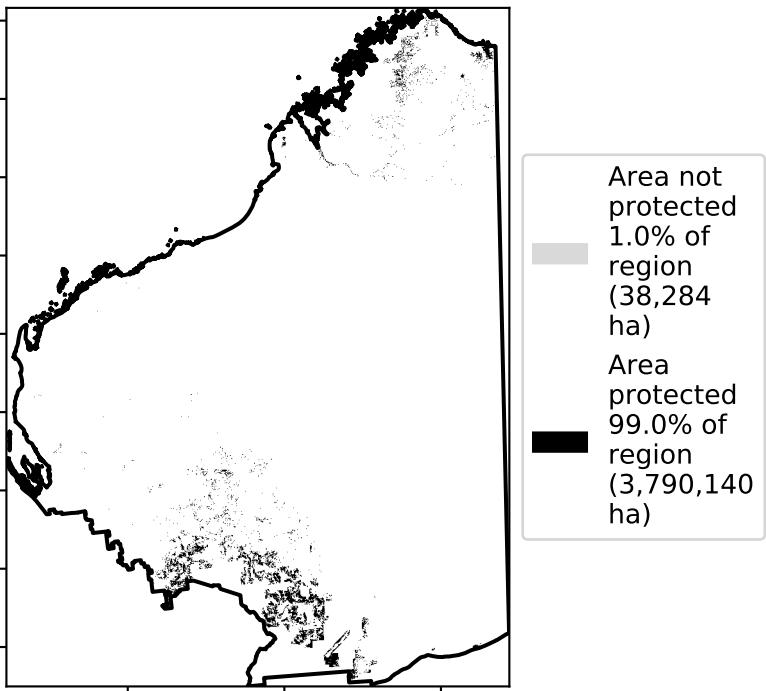 Area not
protected
1.0% of
region
(38,284
ha)
Area
protected
99.0% of
region
(3,790,140
ha)